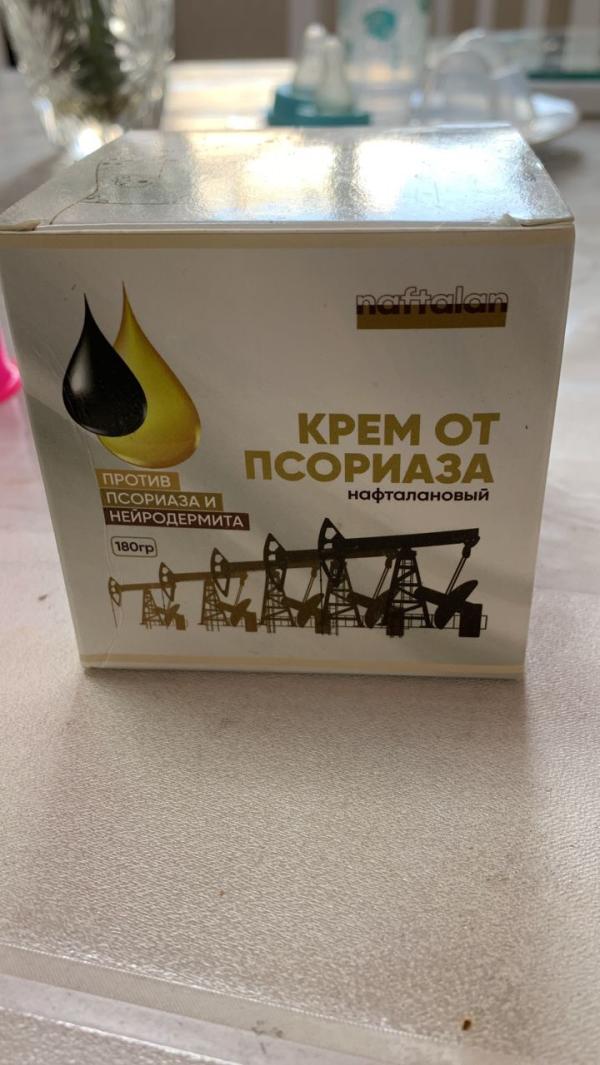 naftalan
КРЕМ ОТ
ПСОРИАЗА
нафталановый
ПРОТИВ
ПСОРИАЗА И
НЕЙРОДЕРМИТА
180гр